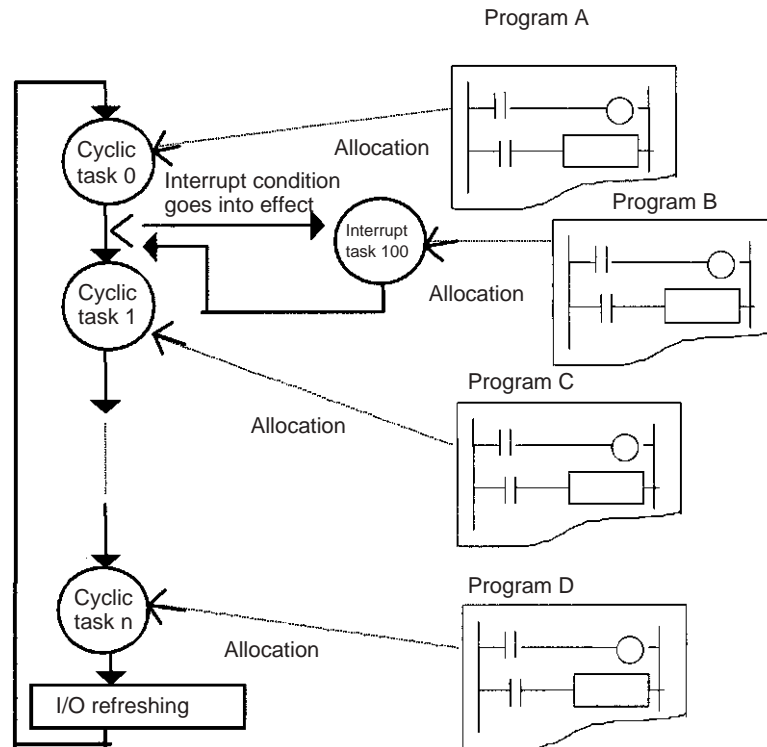 Program A
Cyclic
task 0
Allocation
Interrupt condition
goes into effect
Program B
Interrupt
task 100
Allocation
Cyclic
task 1
Program C
Allocation
Program D
Cyclic
task n
Allocation
I/O refreshing